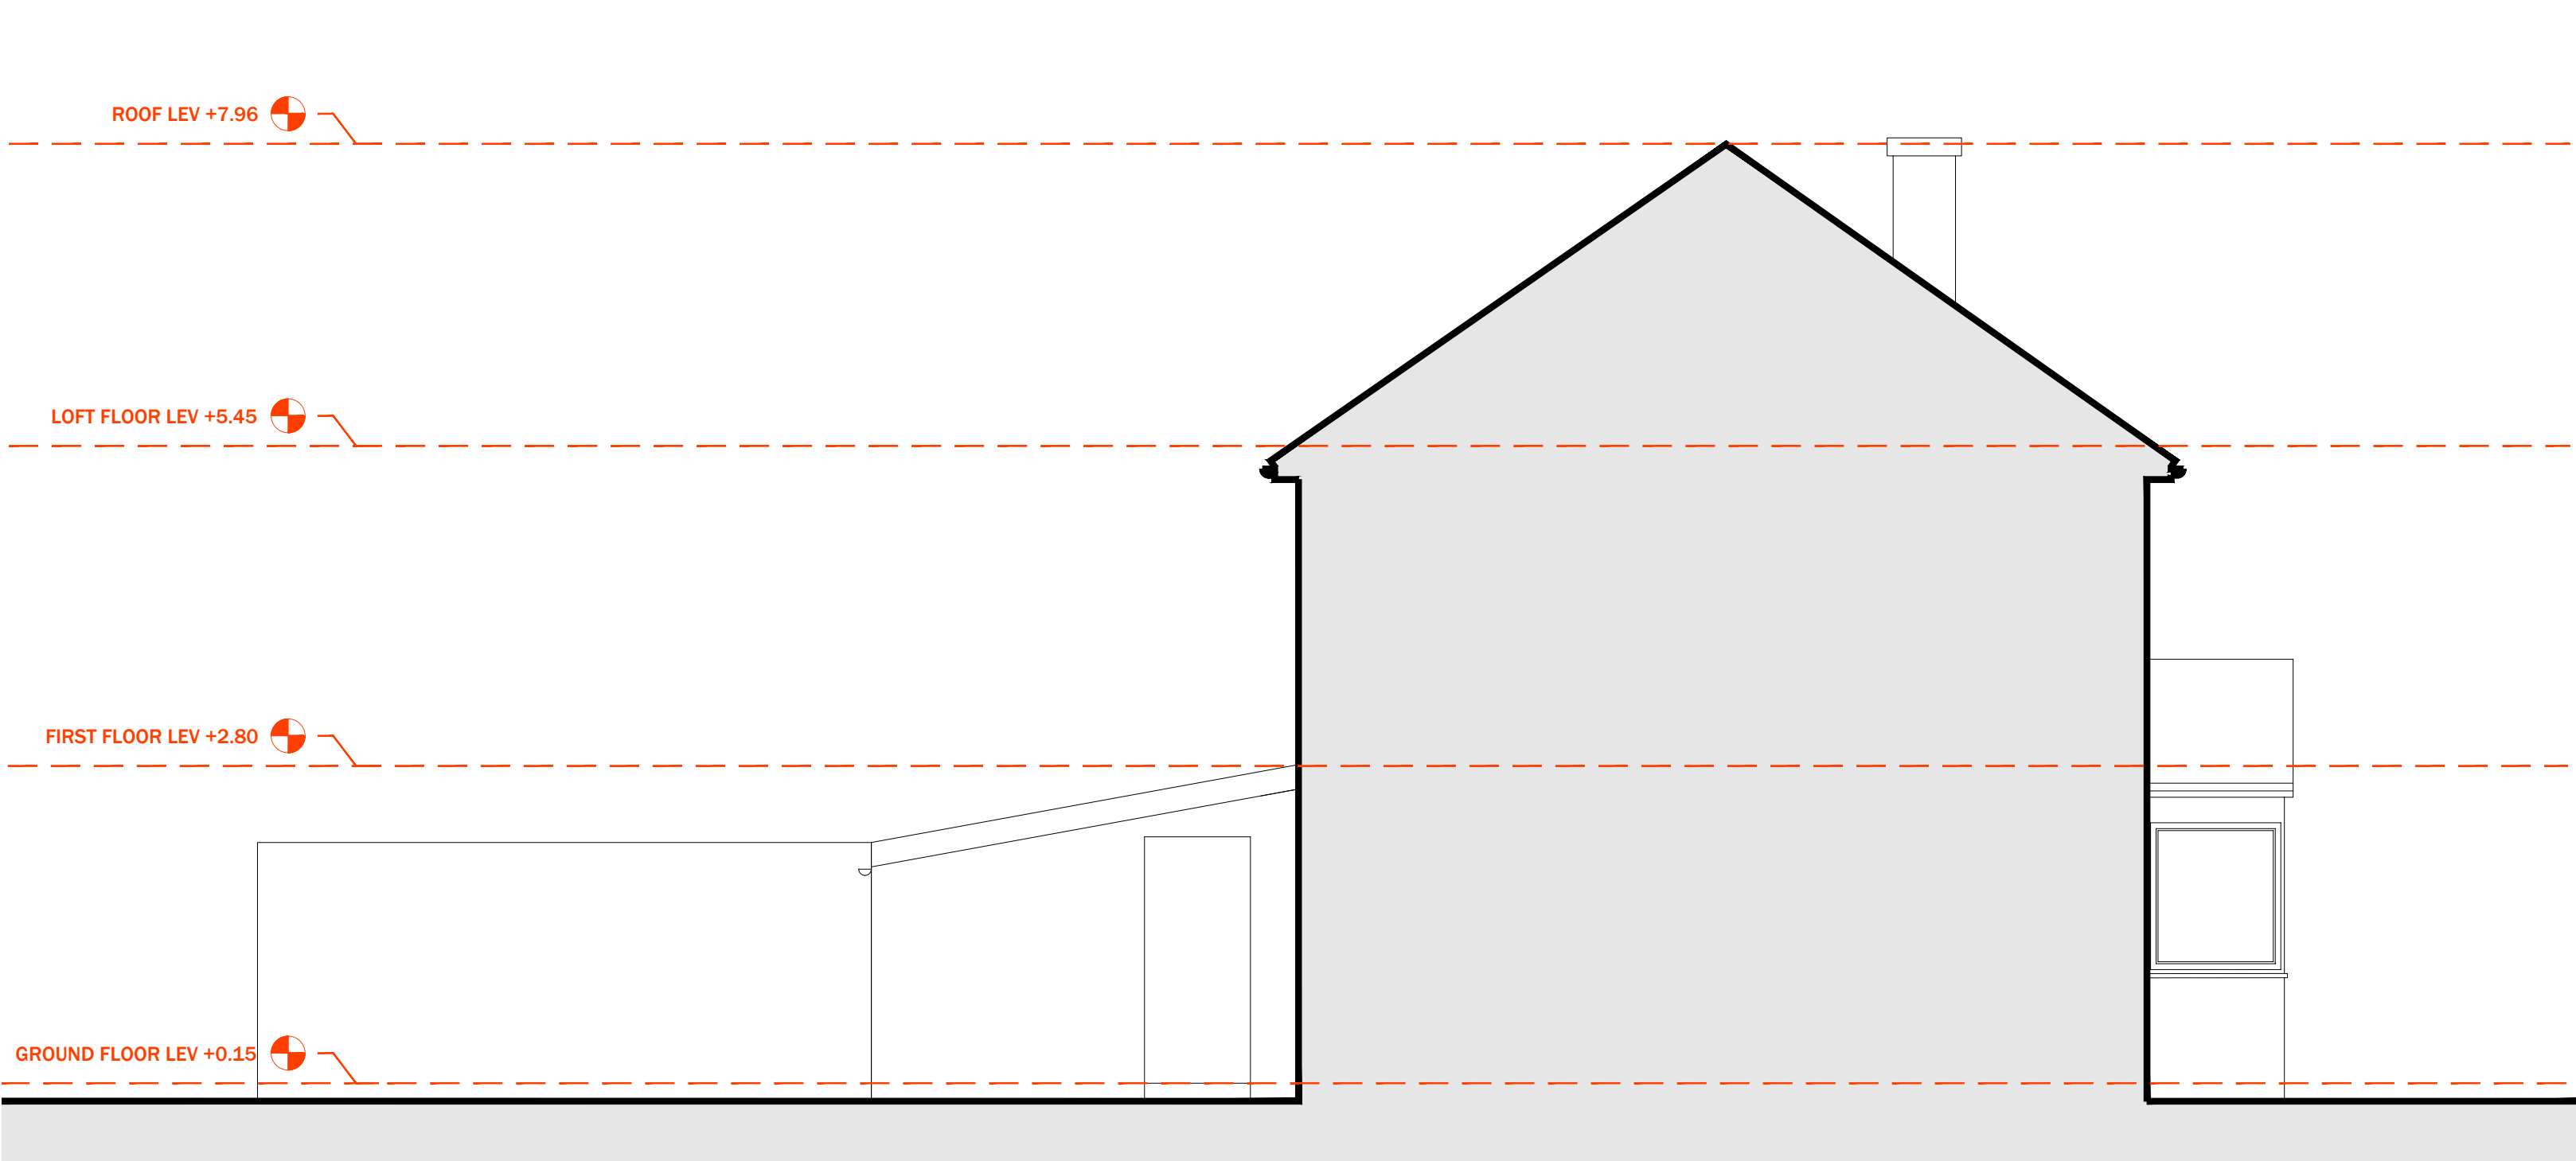 ROOF LEV +7.96
LOFT FLOOR LEV +5.45
FIRST FLOOR LEV +2.80
GROUND FLOOR LEV +0.15